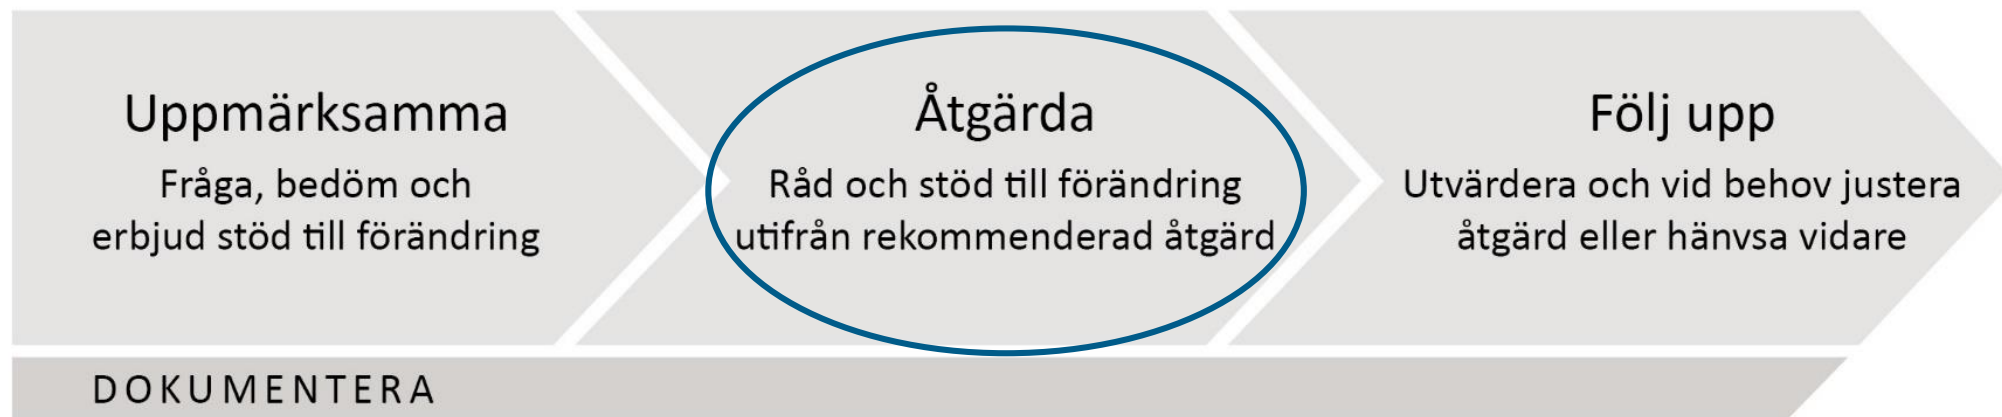 Uppmärksamma
Fråga, bedöm och
erbjud stöd till förändring
Åtgärda
Råd och stöd till förändring
utifrån rekommenderad åtgärd
Följ upp
Utvärdera och vid behov justera
åtgärd eller hänvsa vidare
DOKUMENTERA